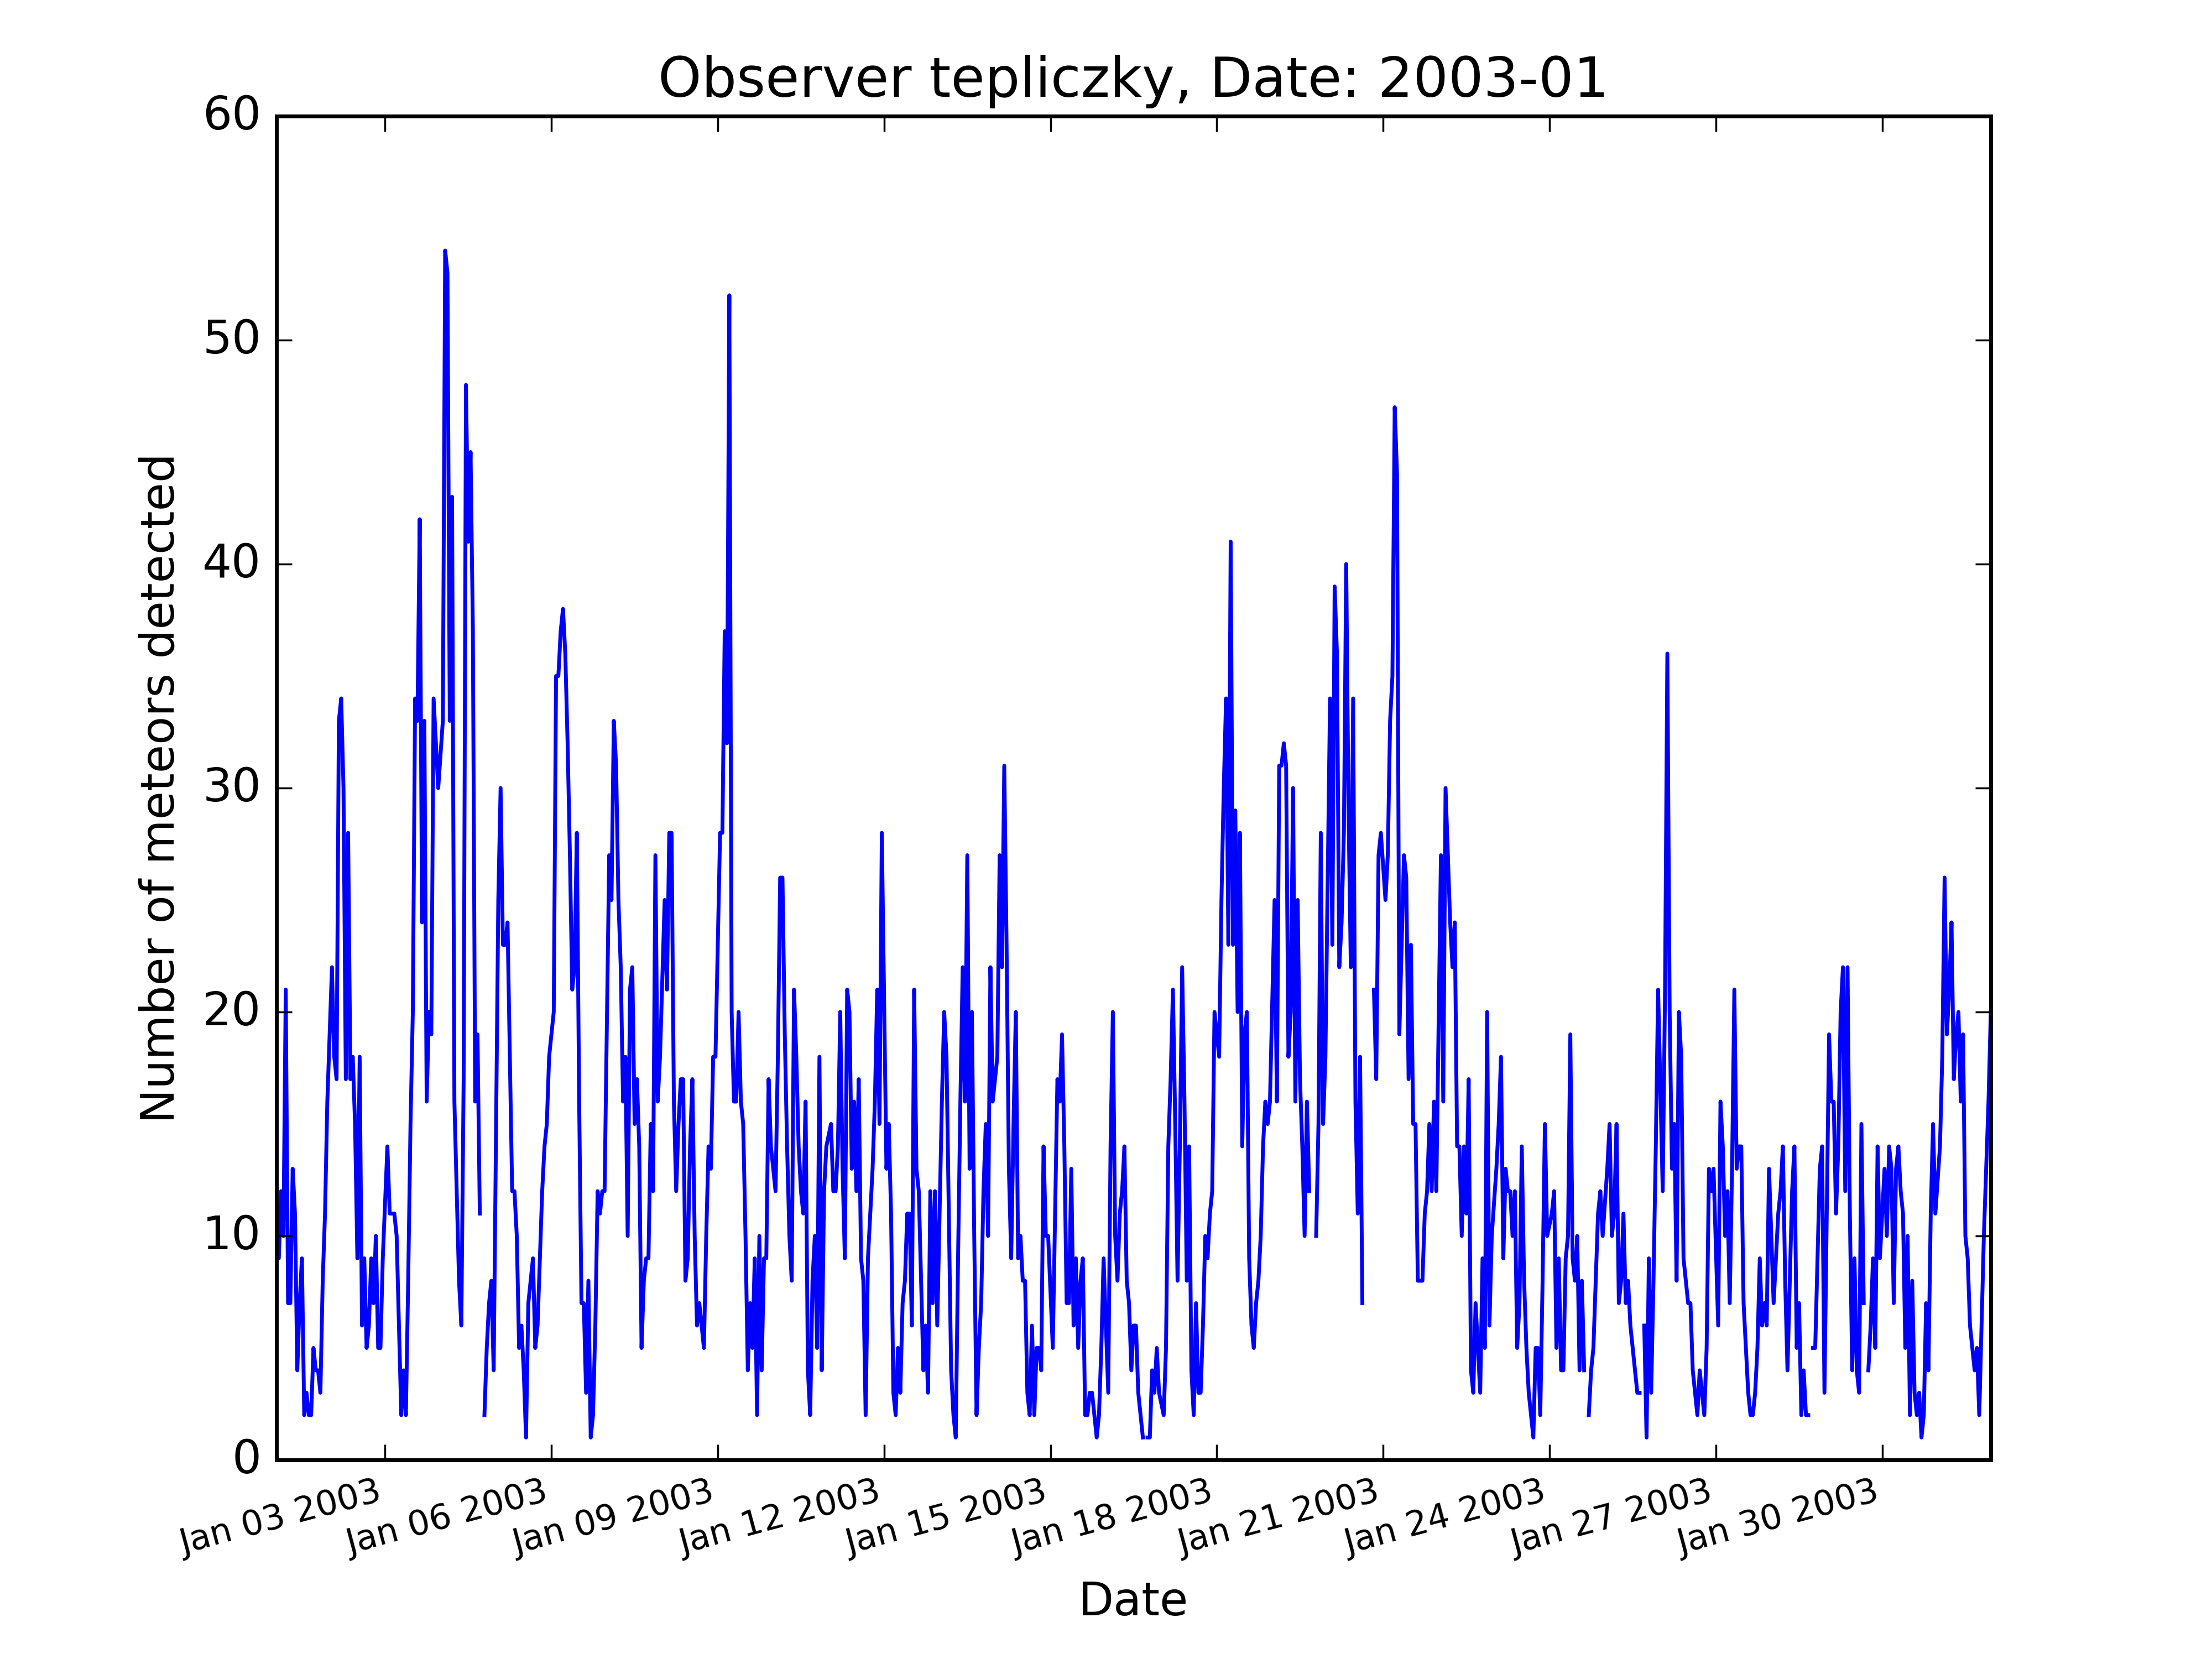 Observer tepliczky, Date: 2003-01
60
50
40
30
20
10
0
Number of meteors detected
Jan 03 2003
Jan 06 2003
Jan 09 2003
Jan 12 2003
Jan 15 2003
Jan 18 2003
Jan 21 2003
Jan 24 2003
Jan 27 2003
Jan 30 2003
Date